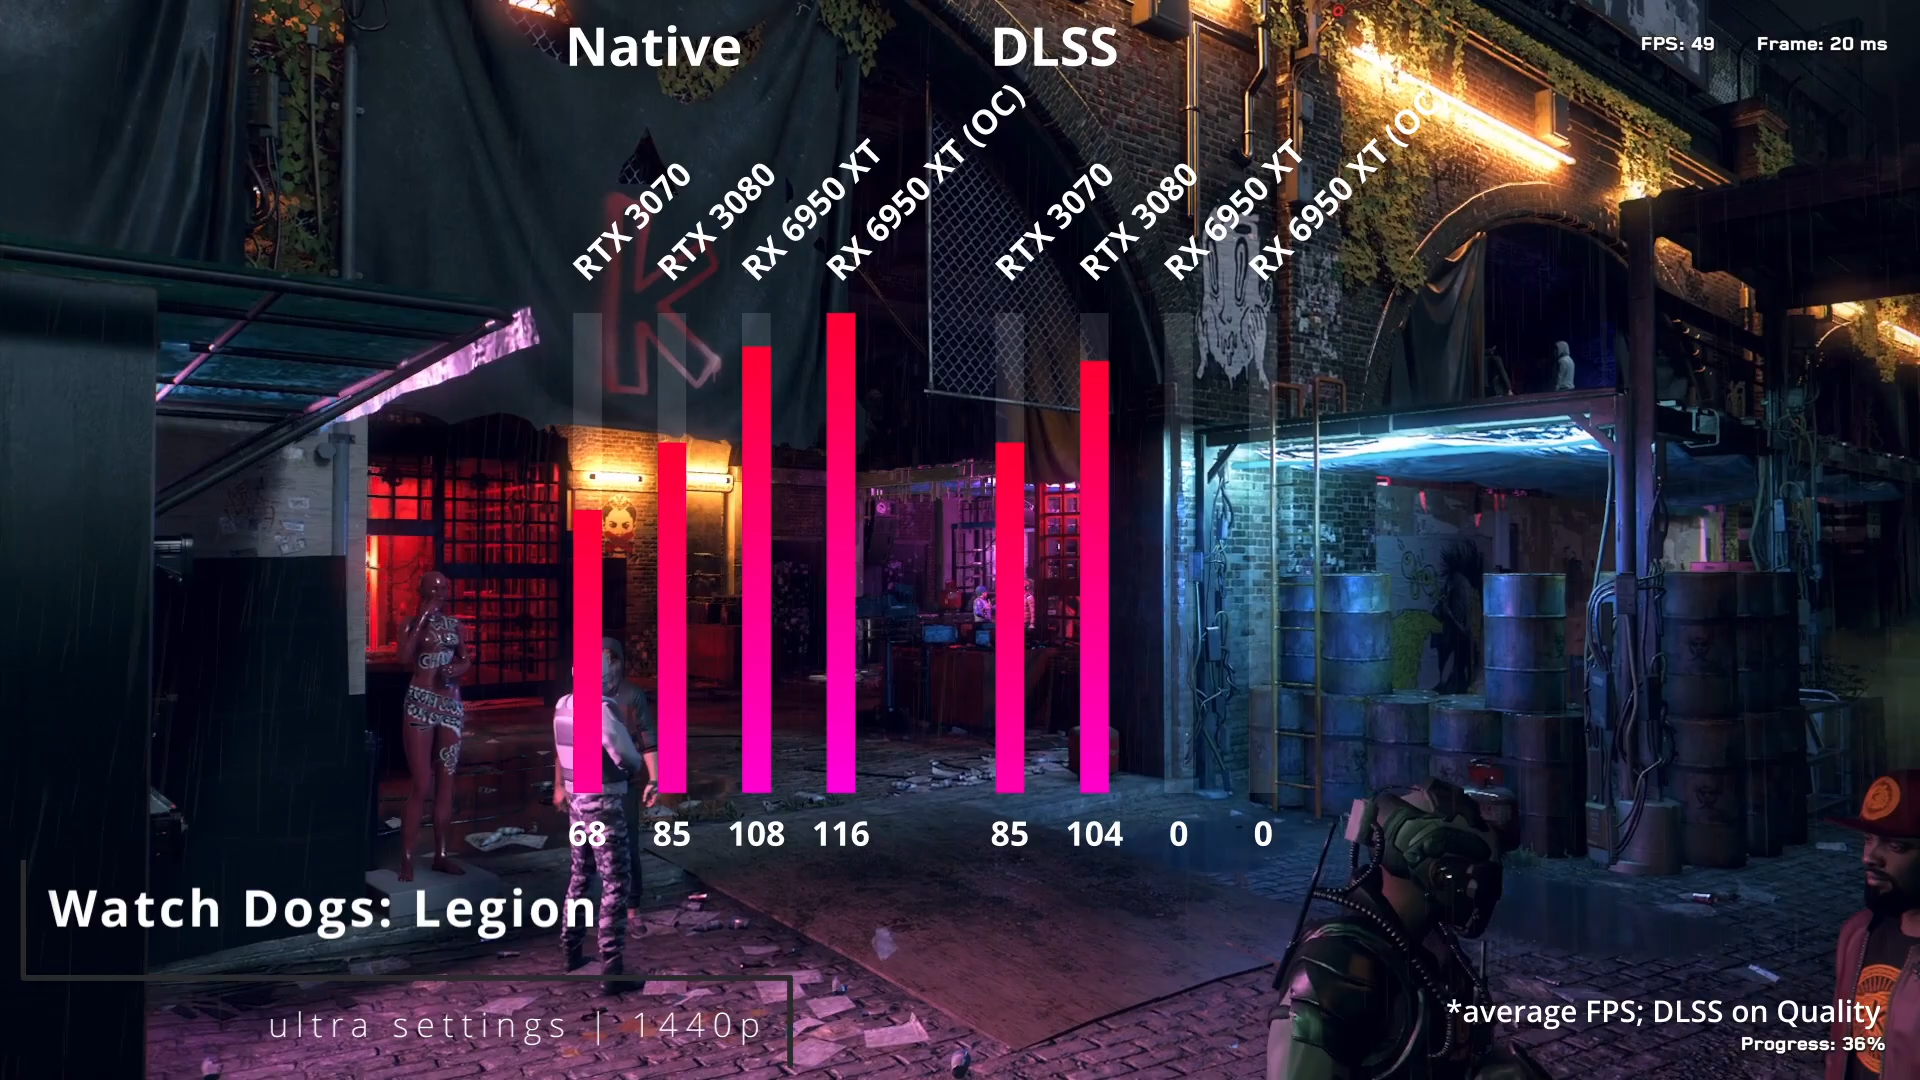 Native
DLSS
FPS: 49 Frame: 20 ms
RTX 3070
RTX 3080
RX 6950 XT
RX 6950 XT (OC)
RTX 3070
RTX 3080
RX 6950 XT
RX 6950 XT (OC)
68 85 108 116
85 104 0 0
Watch Dogs: Legion
ultra settings | 1440p
*average FPS; DLSS on Quality
Progress: 36%